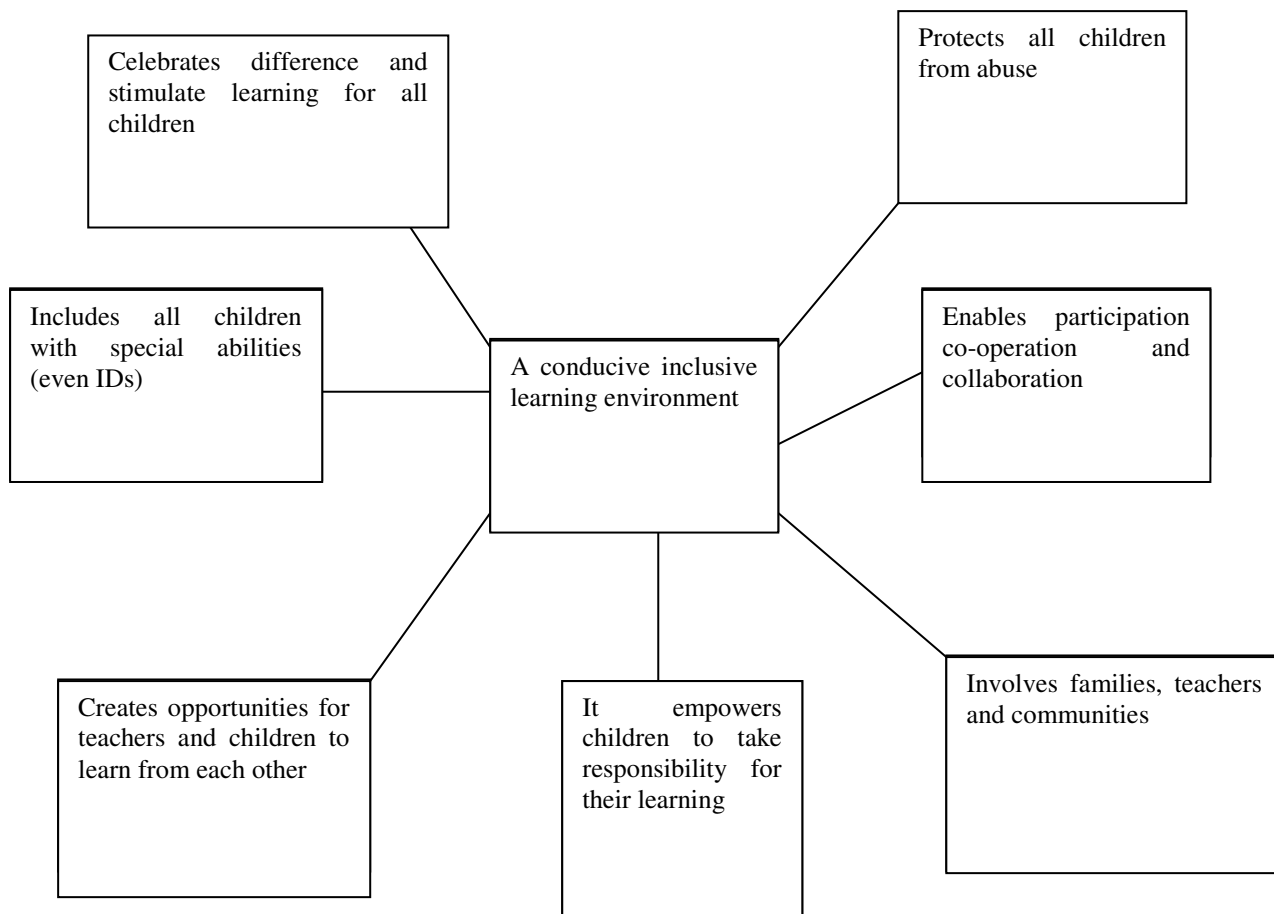 Celebrates difference and
stimulate learning for all
children
Protects all children
from abuse
Includes all children
with special abilities
(even IDs)
A conducive inclusive
learning environment
Enables participation
co-operation and
collaboration
Creates opportunities for
teachers and children to
learn from each other
It empowers
children to take
responsibility for
their learning
Involves families, teachers
and communities